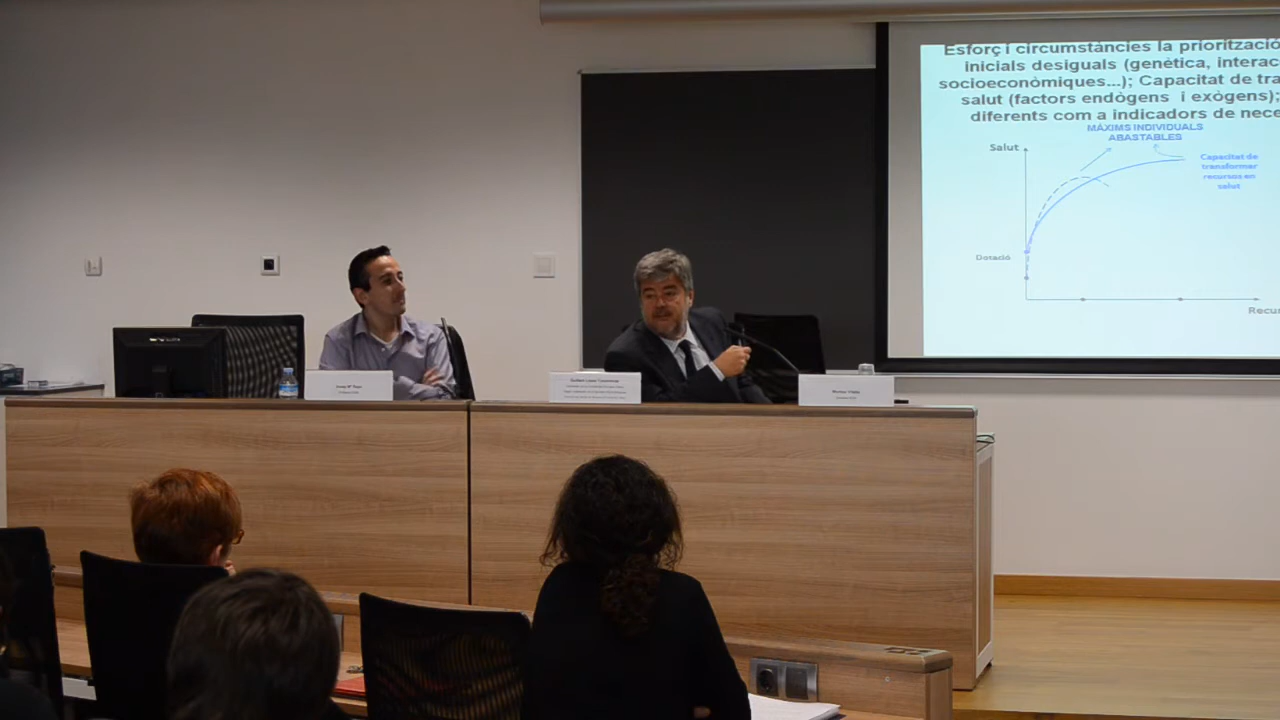 Esforç i circumstàncies la priorització
inicials desiguals (genètica, interac
socioeconòmiques...); Capacitat de tra
salut (factors endògens i exògens);
diferents com a indicadors de nece
MÀXIMS INDIVIDUALS
ABASTABLES
Salut
Capacitat de
transformar
recursos en
salut
Dotació
Recu